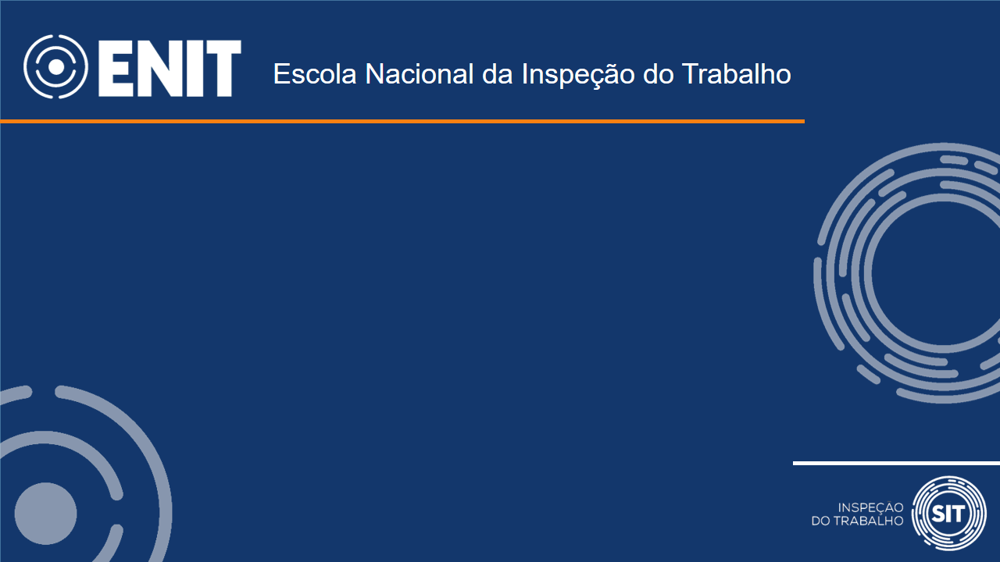 ENIT
Escola Nacional da Inspeção do Trabalho
INSPEÇÃO
DO TRABALHO
SIT